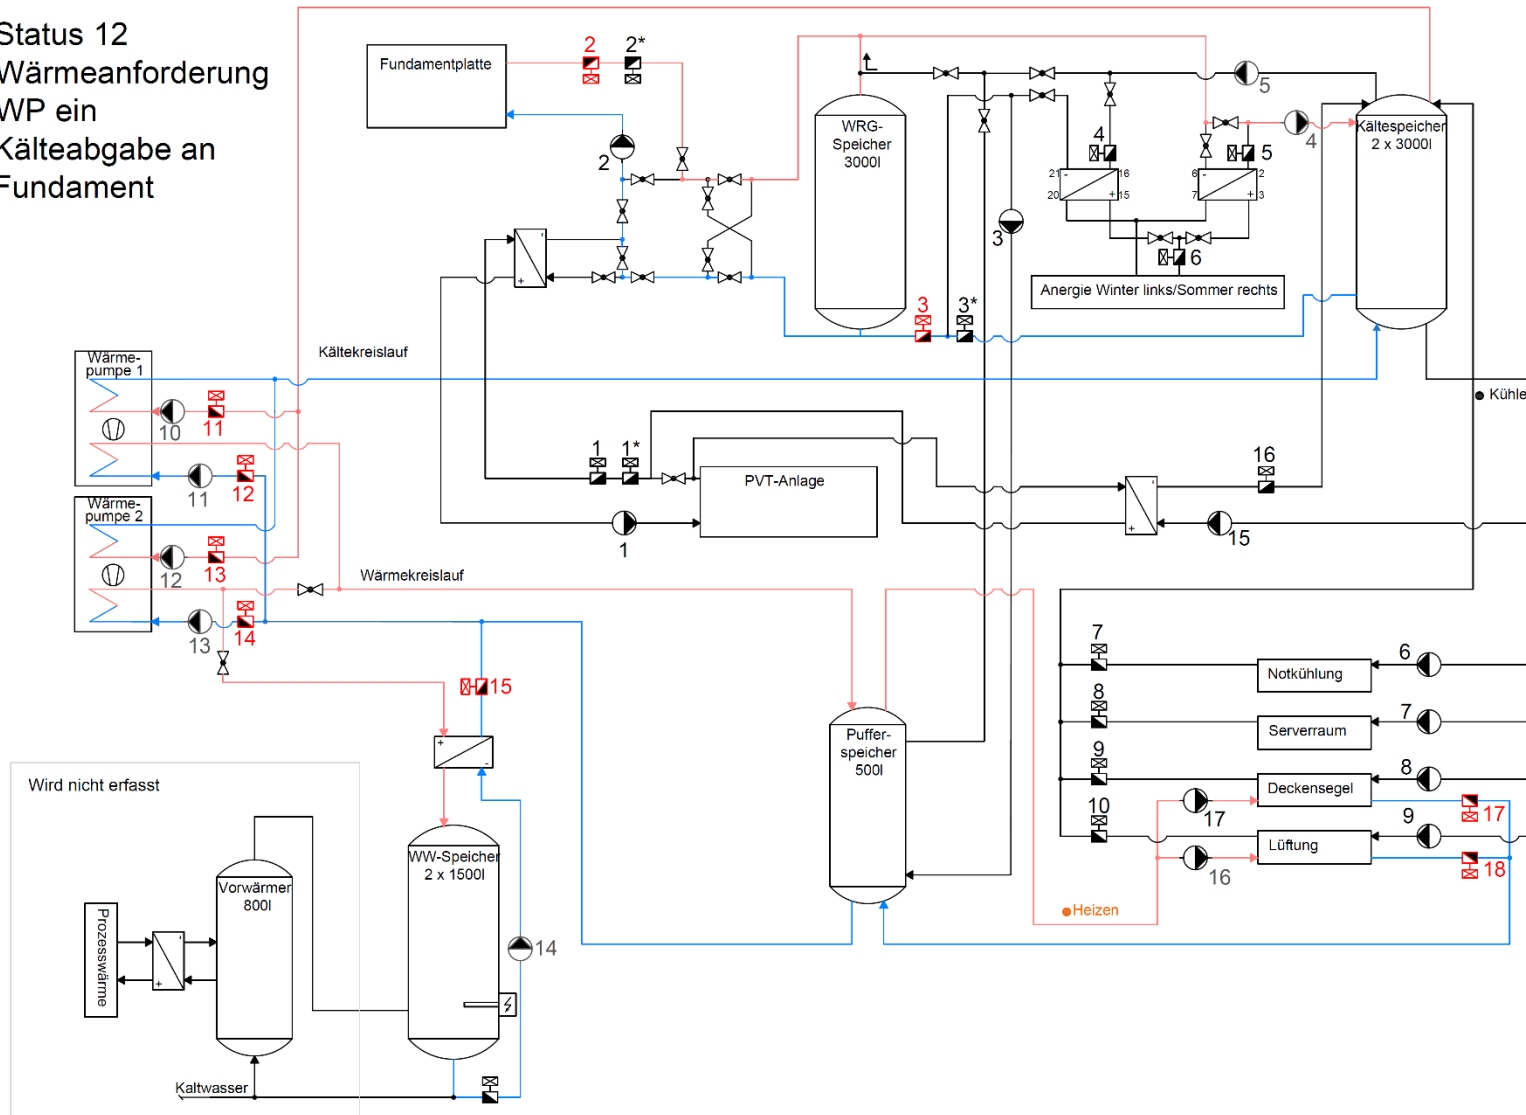 Status 12
Wärmeanforderung
WP ein
Kälteabgabe an
Fundament
Fundamentplatte
2
2*
2
WRG-
Speicher
3000l
5
4
4
5
Kältespeicher
2 x 3000l
21
-
16
20
+
15
6
-
2
7
+
3
3
6
Anergie Winter links/Sommer rechts
3
3*
-
+
Kältekreislauf
Wärme-
pumpe 1
10
11
11
12
Kühle
1
1*
PVT-Anlage
1
16
-
+
15
Wärme-
pumpe 2
12
13
13
14
Wärmekreislauf
15
+
-
7
Notkühlung
6
8
Serverraum
7
9
Deckensegel
8
10
Lüftung
9
17
17
16
18
Puffer-
speicher
500l
Heizen
Wird nicht erfasst
WW-Speicher
2 x 1500l
14
Vorwärmer
800l
Prozesswärme
-
+
Kaltwasser